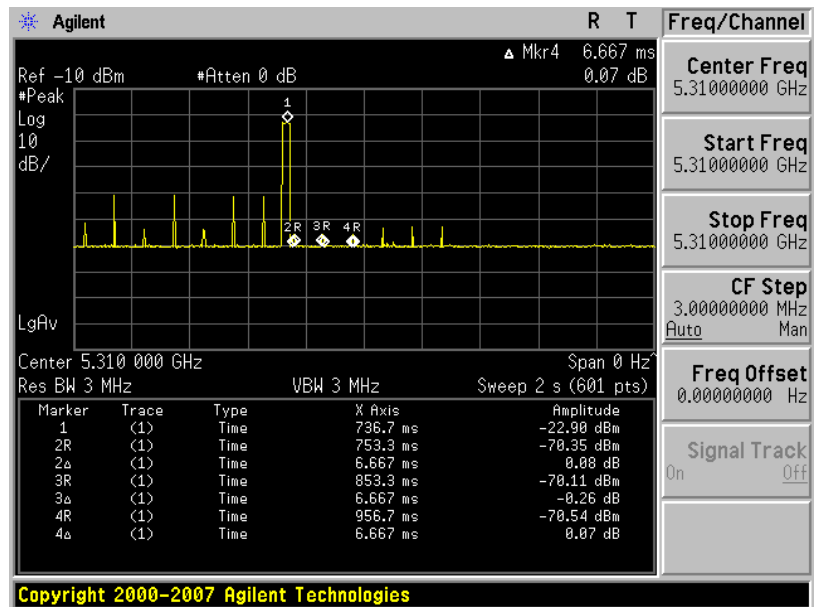 Agilent R T
Δ Mkr4 6.667 ms
Ref -10 dBm #Atten 0 dB 0.07 dB
#Peak
Log
10
dB/
1
2R 3R 4R
LgAv
Center 5.310 000 GHz Span 0 Hz^
Res BW 3 MHz VBW 3 MHz Sweep 2 s (601 pts)
Marker Trace Type X Axis Amplitude
1 (1) Time 736.7 ms -22.90 dBm
2R (1) Time 753.3 ms -70.35 dBm
2Δ (1) Time 6.667 ms 0.08 dB
3R (1) Time 853.3 ms -70.11 dBm
3Δ (1) Time 6.667 ms -0.26 dB
4R (1) Time 956.7 ms -70.54 dBm
4Δ (1) Time 6.667 ms 0.07 dB
Copyright 2000-2007 Agilent Technologies
Freq/Channel
Center Freq
5.31000000 GHz
Start Freq
5.31000000 GHz
Stop Freq
5.31000000 GHz
CF Step
3.00000000 MHz
Auto Man
Freq Offset
0.00000000 Hz
Signal Track
On Off